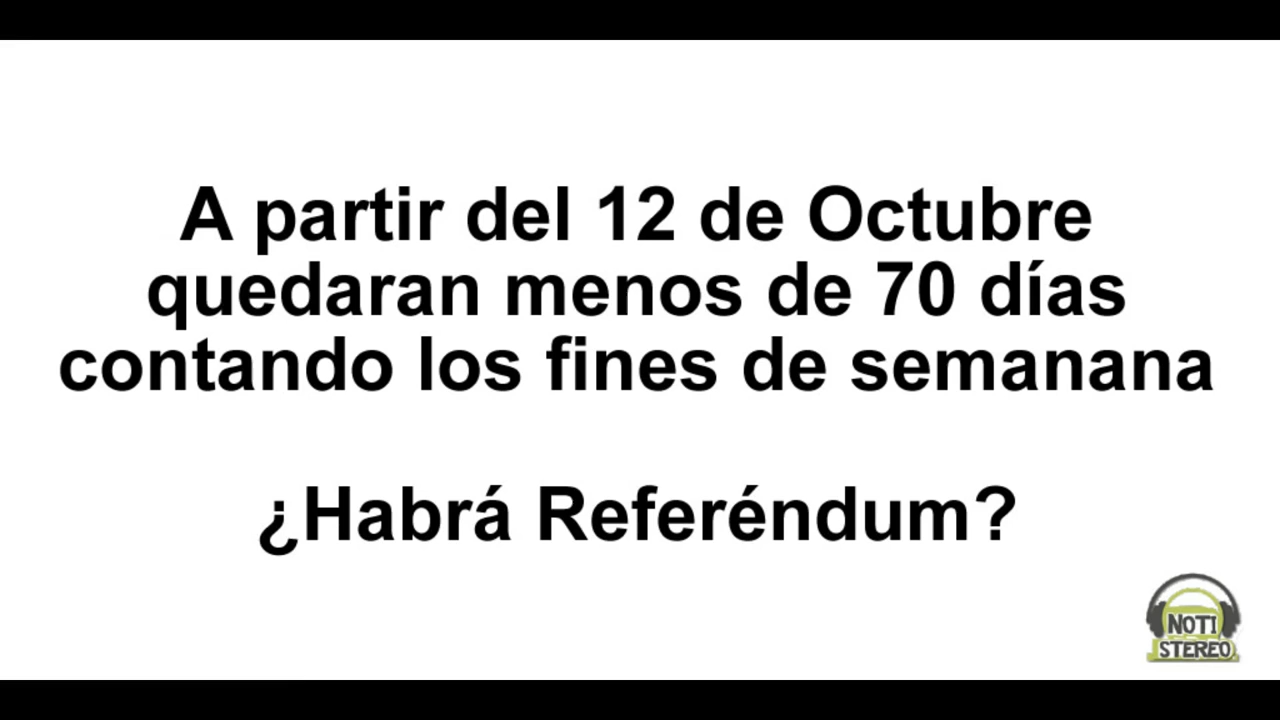 A partir del 12 de Octubre
quedaran menos de 70 días
contando los fines de semanana
¿Habrá Referéndum?
NOTI
STEREO